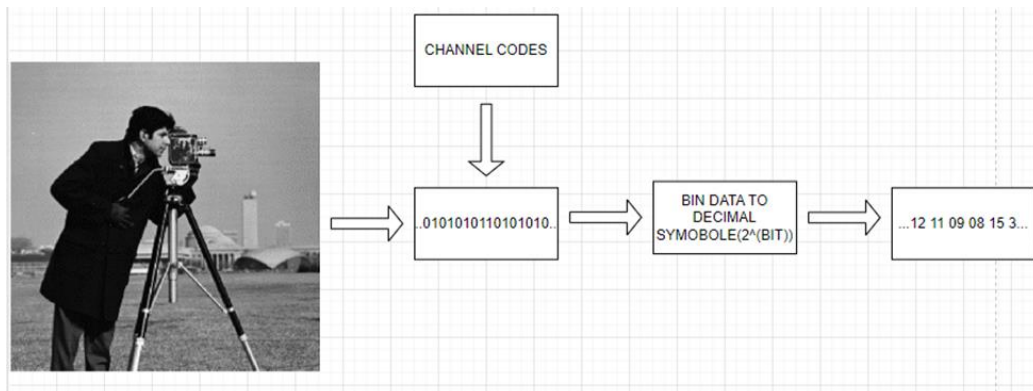 CHANNEL CODES
..0101010110101010..
BIN DATA TO
DECIMAL
SYMOBOLE(2^(BIT))
...12 11 09 08 15 3...